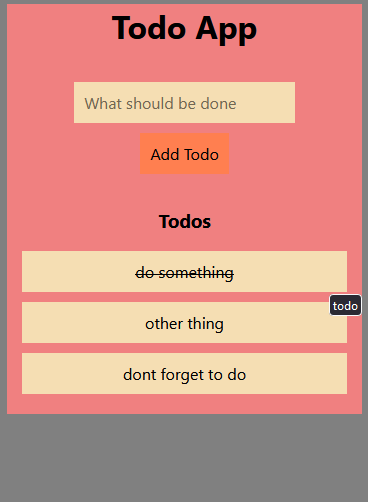 Todo App
What should be done
Add Todo
Todos
do something
todo
other thing
dont forget to do